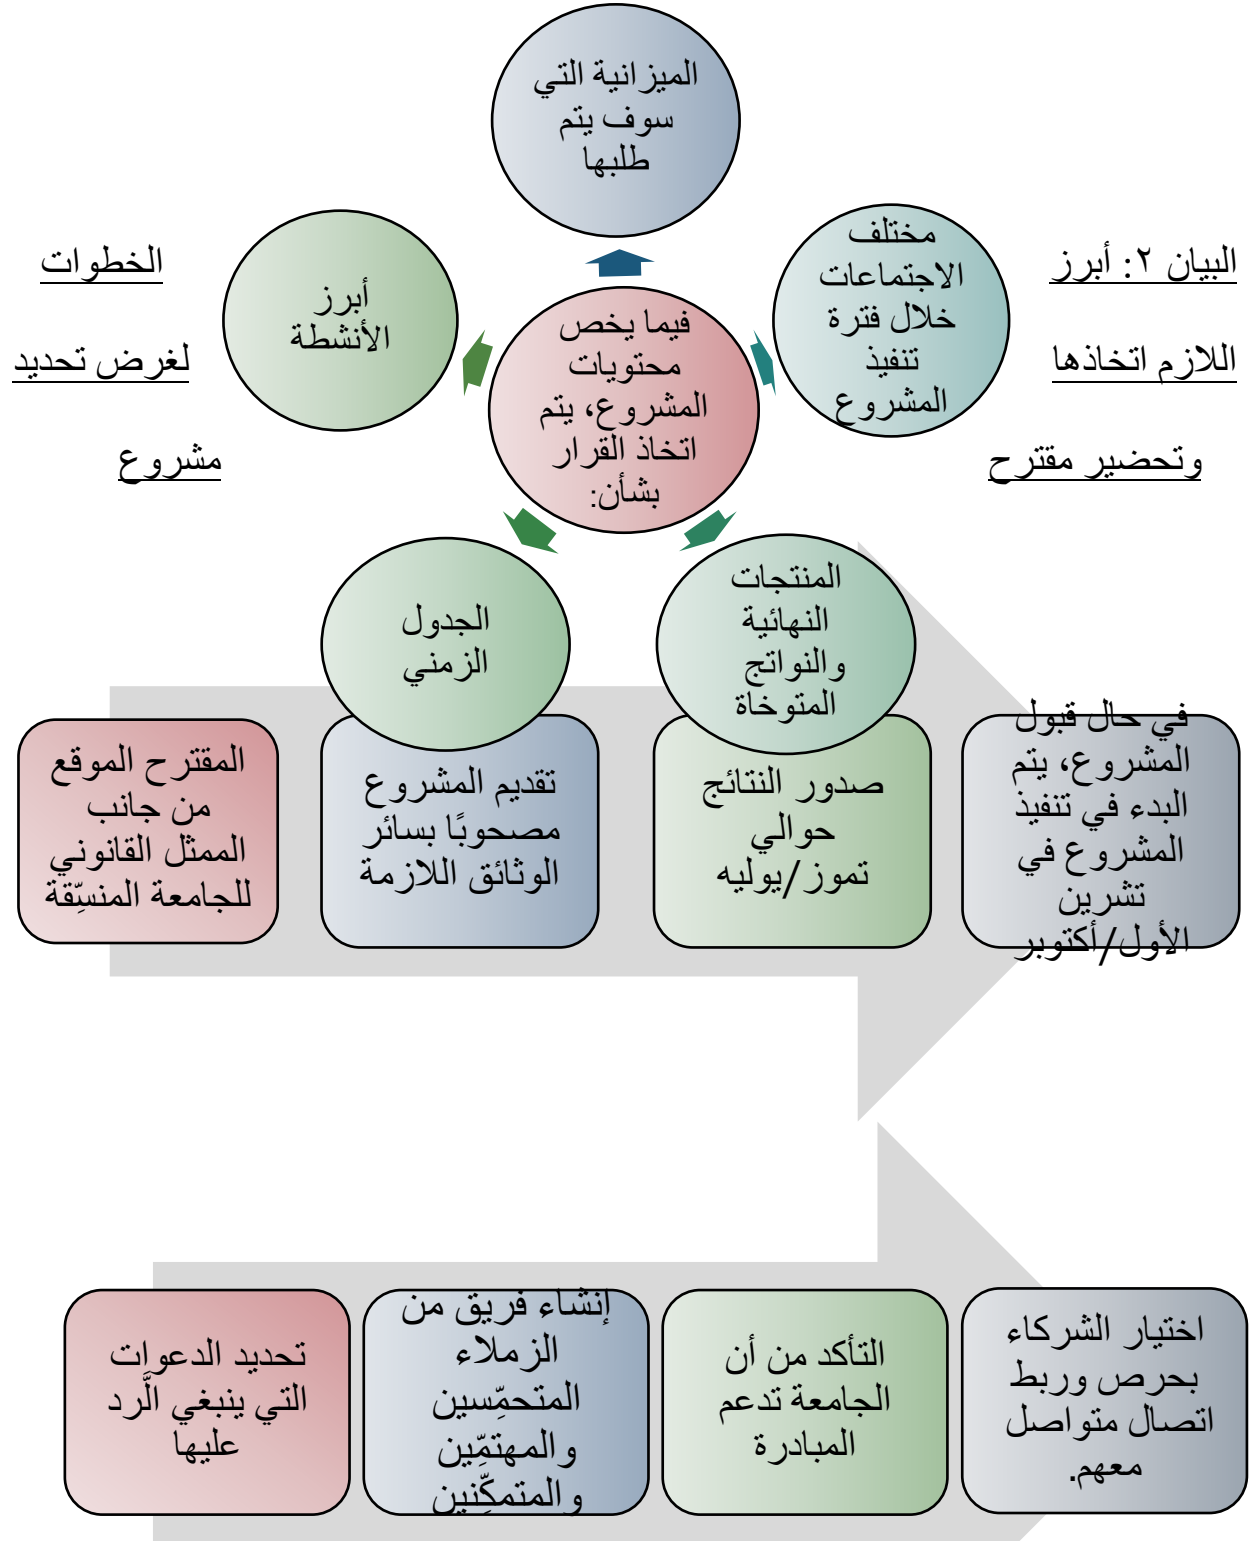 الميزانية التي
سوف يتم
طلبها
البيان ٢: أبرز
الخطوات
اللازم اتخاذها
لغرض تحديد
وتحضير مقترح
مشروع
مختلف
الاجتماعات
خلال فترة
تنفيذ
المشروع
أبرز
الأنشطة
فيما يخص
محتويات
المشروع، يتم
اتخاذ القرار
بشأن:
المنتجات
النهائية
والنواتج
المتوخاة
الجدول
الزمني
المقترح الموقع
من جانب
الممثل القانوني
للجامعة المنسِّقة
تقديم المشروع
مصحوبًا بسائر
الوثائق اللازمة
صدور النتائج
حوالي
تموز/يوليه
في حال قبول
المشروع، يتم
البدء في تنفيذ
المشروع في
تشرين
الأول/أكتوبر
تحديد الدعوات
التي ينبغي الَّرد
عليها
إنشاء فريق من
الزملاء
المتحمِّسين
والمهتمِّين
والمتمكِّنين
التأكد من أن
الجامعة تدعم
المبادرة
اختيار الشركاء
بحرص وربط
اتصال متواصل
معهم.